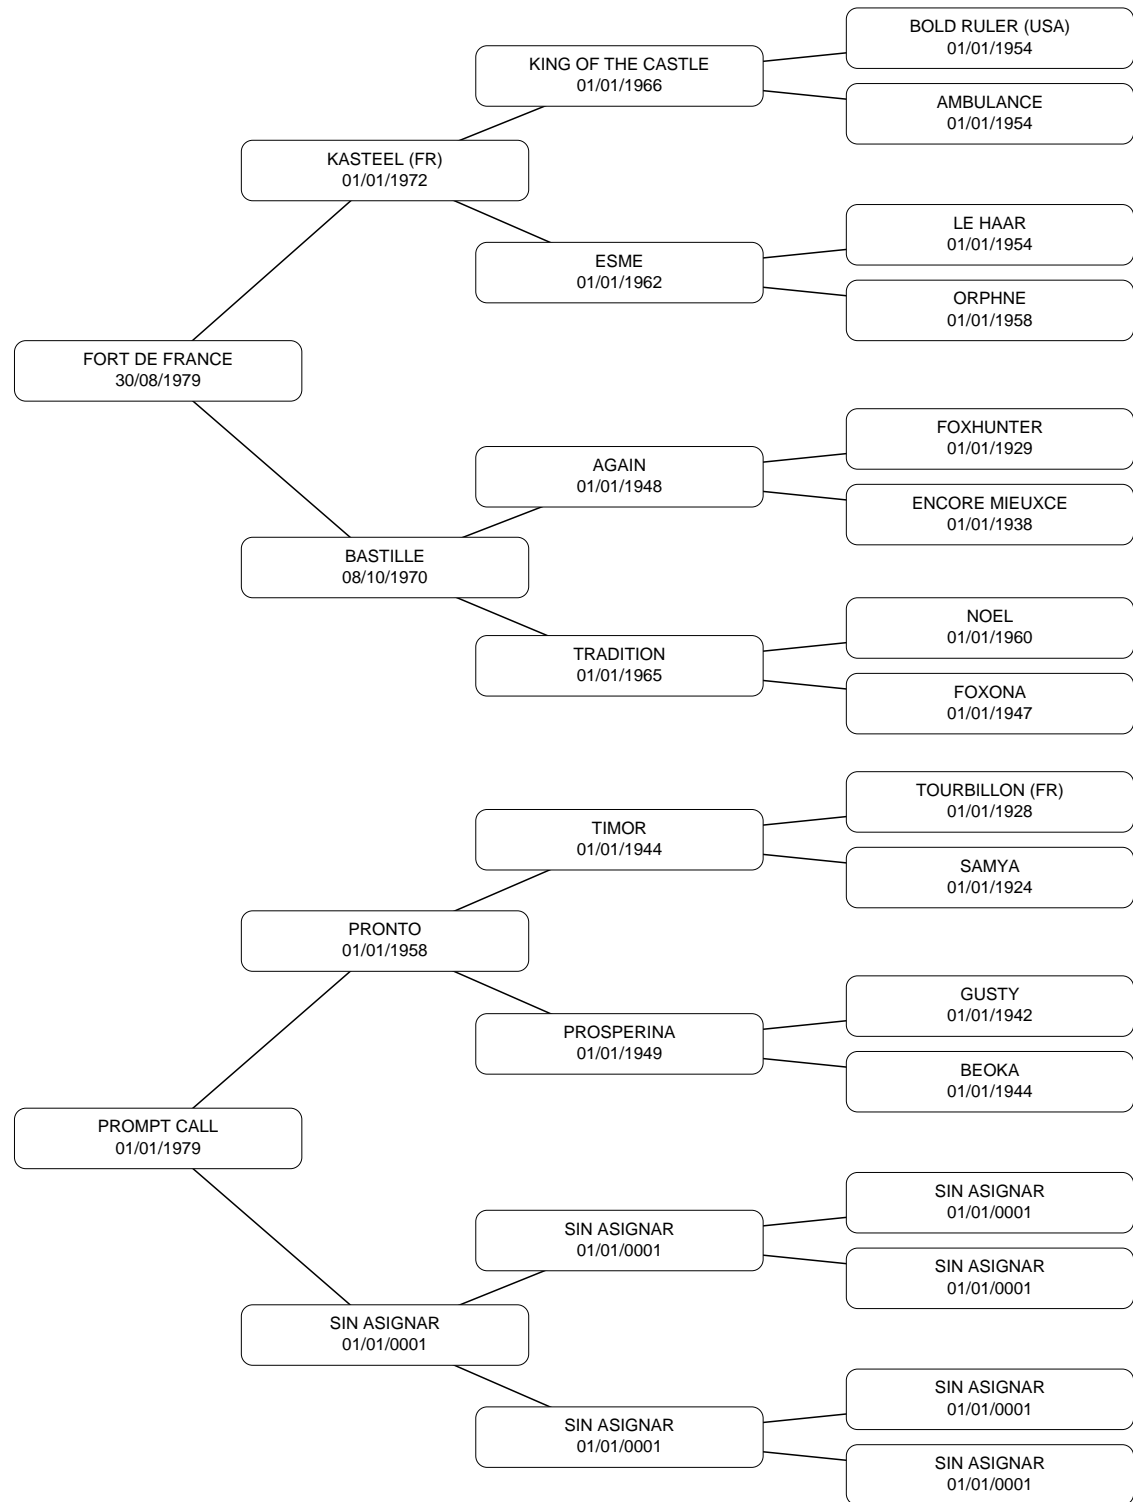 BOLD RULER (USA)
01/01/1954
KING OF THE CASTLE
01/01/1966
AMBULANCE
01/01/1954
KASTEEL (FR)
01/01/1972
LE HAAR
01/01/1954
ESME
01/01/1962
ORPHNE
01/01/1958
FORT DE FRANCE
30/08/1979
FOXHUNTER
01/01/1929
AGAIN
01/01/1948
ENCORE MIEUXCE
01/01/1938
BASTILLE
08/10/1970
NOEL
01/01/1960
TRADITION
01/01/1965
FOXONA
01/01/1947
TOURBILLON (FR)
01/01/1928
TIMOR
01/01/1944
SAMYA
01/01/1924
PRONTO
01/01/1958
GUSTY
01/01/1942
PROSPERINA
01/01/1949
BEOKA
01/01/1944
PROMPT CALL
01/01/1979
SIN ASIGNAR
01/01/0001
SIN ASIGNAR
01/01/0001
SIN ASIGNAR
01/01/0001
SIN ASIGNAR
01/01/0001
SIN ASIGNAR
01/01/0001
SIN ASIGNAR
01/01/0001
SIN ASIGNAR
01/01/0001